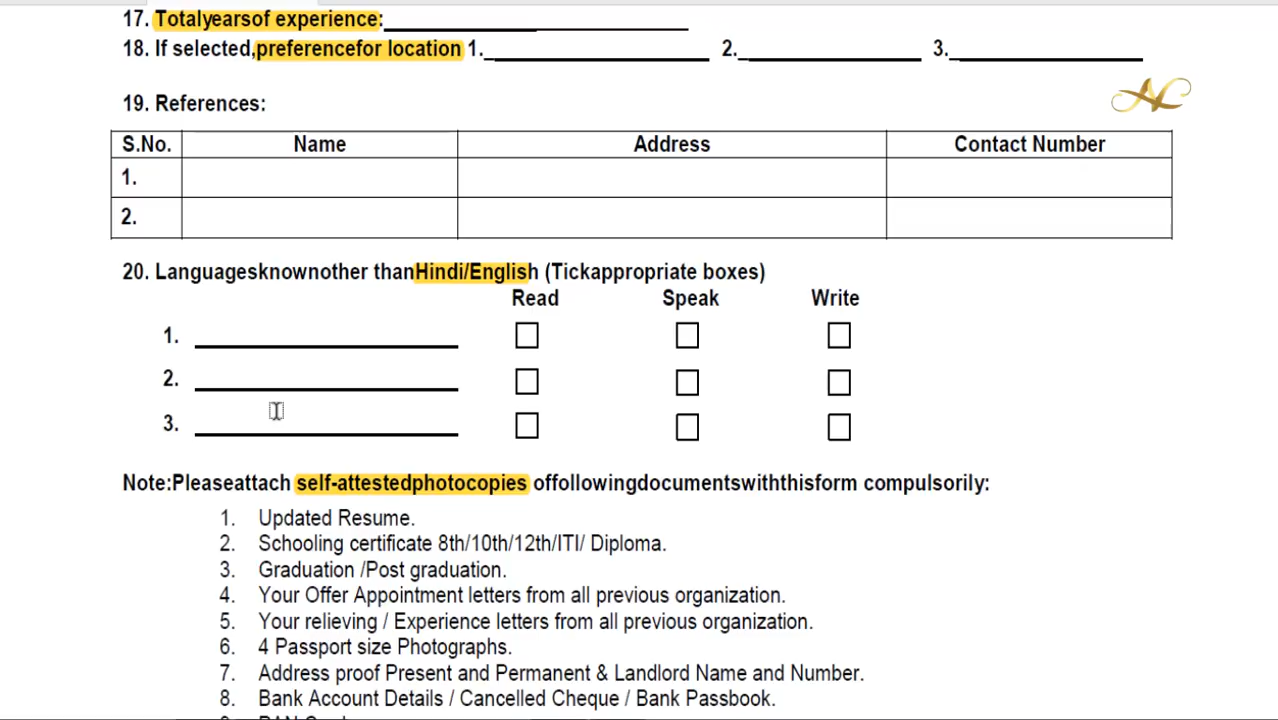 17. Totalyearsof experience:
18. If selected,preferencefor location 1. 2. 3.
19. References:
S.No. Name Address Contact Number
1.
2.
20. Languagesknownother thanHindi/English (Tickappropriate boxes)
Read Speak Write
1.
2.
3.
Note:Pleaseattach self-attestedphotocopies offollowingdocumentswiththisform compulsorily:
1. Updated Resume.
2. Schooling certificate 8th/10th/12th/ITI/ Diploma.
3. Graduation /Post graduation.
4. Your Offer Appointment letters from all previous organization.
5. Your relieving / Experience letters from all previous organization.
6. 4 Passport size Photographs.
7. Address proof Present and Permanent & Landlord Name and Number.
8. Bank Account Details / Cancelled Cheque / Bank Passbook.